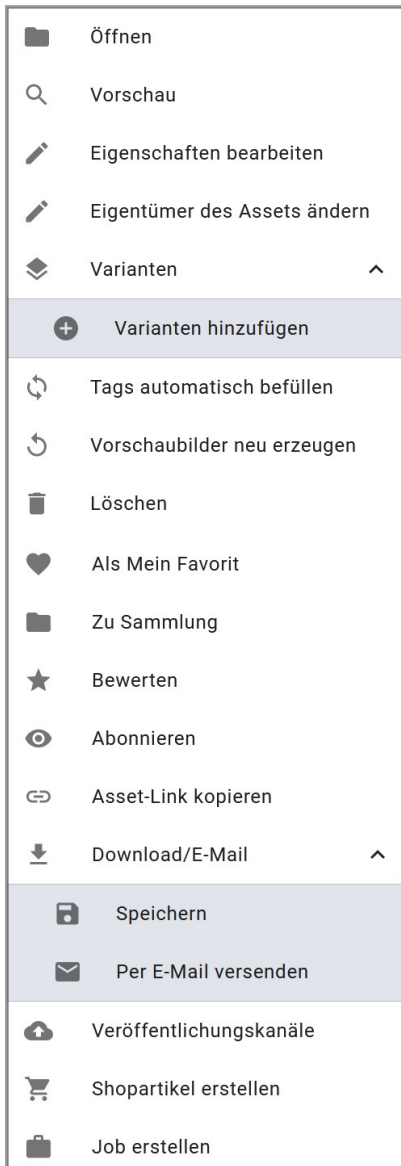 Öffnen
Vorschau
Eigenschaften bearbeiten
Eigentümer des Assets ändern
Varianten
Varianten hinzufügen
Tags automatisch befüllen
Vorschaubilder neu erzeugen
Löschen
Als Mein Favorit
Zu Sammlung
Bewerten
Abonnieren
Asset-Link kopieren
Download/E-Mail
Speichern
Per E-Mail versenden
Veröffentlichungskanäle
Shopartikel erstellen
Job erstellen